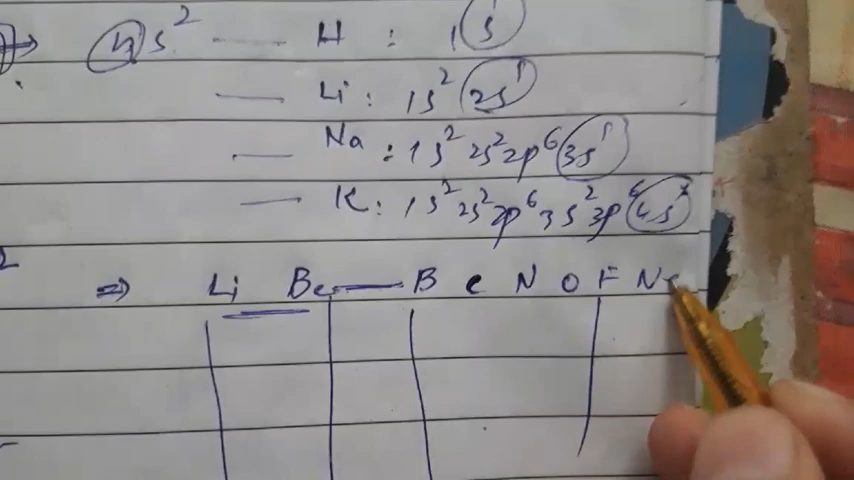 → ns² — H : 1s¹
— Li : 1s² 2s¹
— Na : 1s² 2s² 2p⁶ 3s¹
— K : 1s² 2s² 2p⁶ 3s² 3p⁶ 4s¹
⇒ Li Be — B C N O F Ne